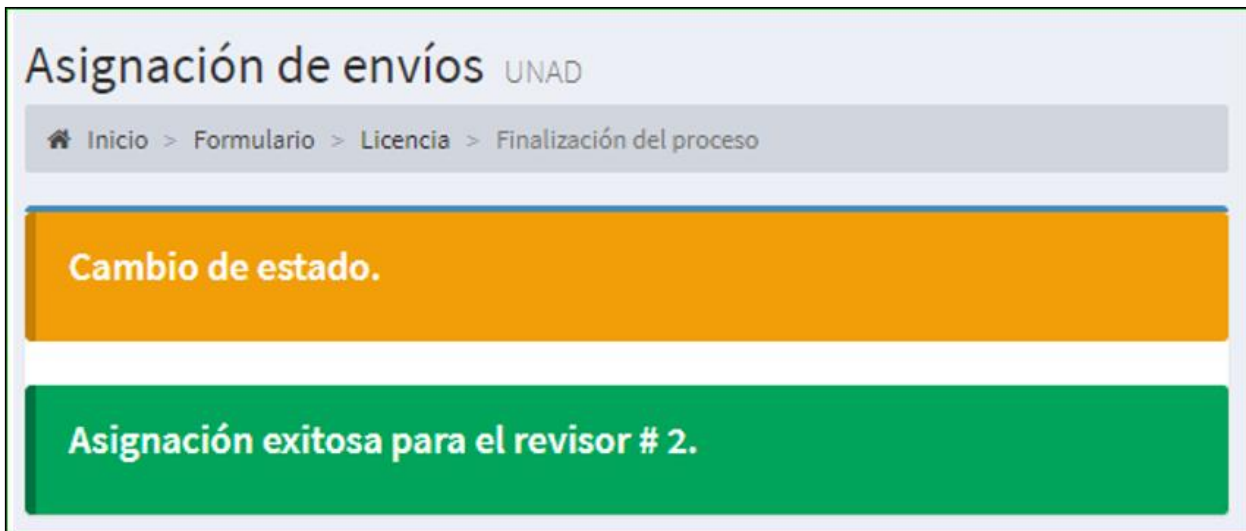 Asignación de envíos UNAD
Inicio > Formulario > Licencia > Finalización del proceso
Cambio de estado.
Asignación exitosa para el revisor # 2.